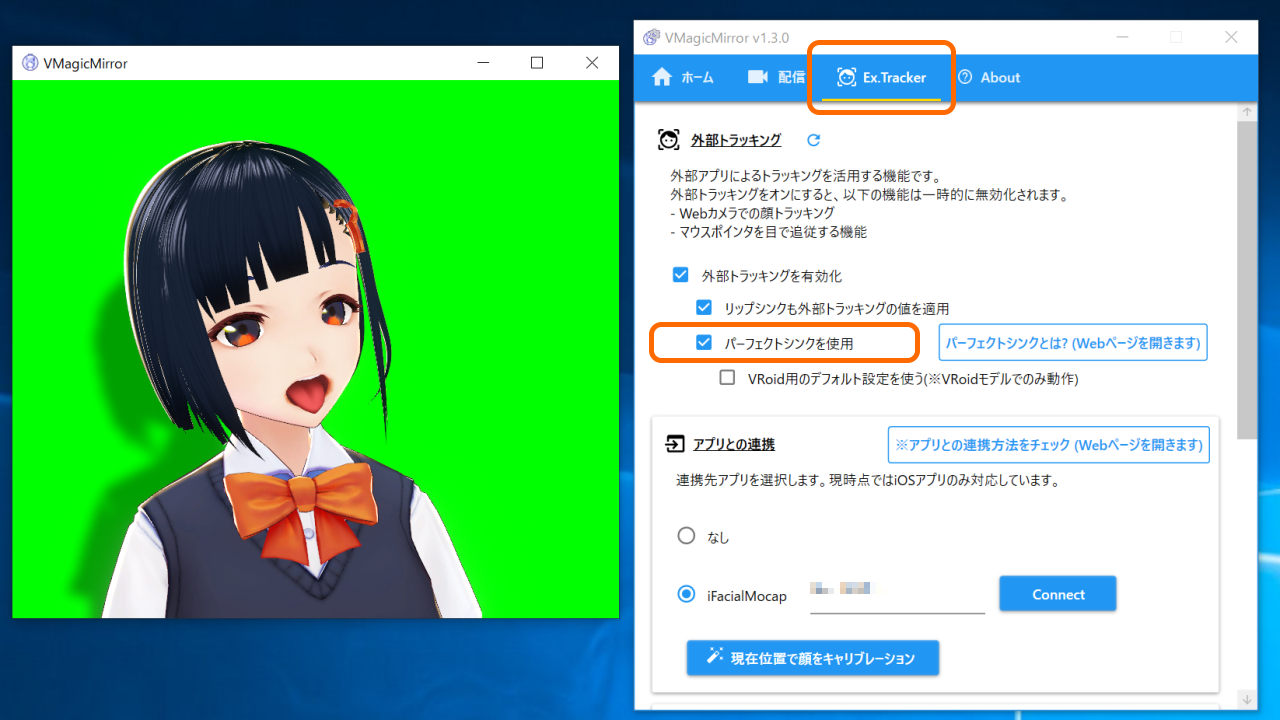 VMagicMirror
VMagicMirror v1.3.0
ホーム
配信
Ex.Tracker
About
外部トラッキング
外部アプリによるトラッキングを活用する機能です。
外部トラッキングをオンにすると、以下の機能は一時的に無効化されます。
- Webカメラでの顔トラッキング
- マウスポインタを目で追従する機能
外部トラッキングを有効化
リップシンクも外部トラッキングの値を適用
パーフェクトシンクを使用
パーフェクトシンクとは? (Webページを開きます)
VRoid用のデフォルト設定を使う(※VRoidモデルでのみ動作)
アプリとの連携
※アプリとの連携方法をチェック (Webページを開きます)
連携先アプリを選択します。現時点ではiOSアプリのみ対応しています。
なし
iFacialMocap
Connect
現在位置で顔をキャリブレーション